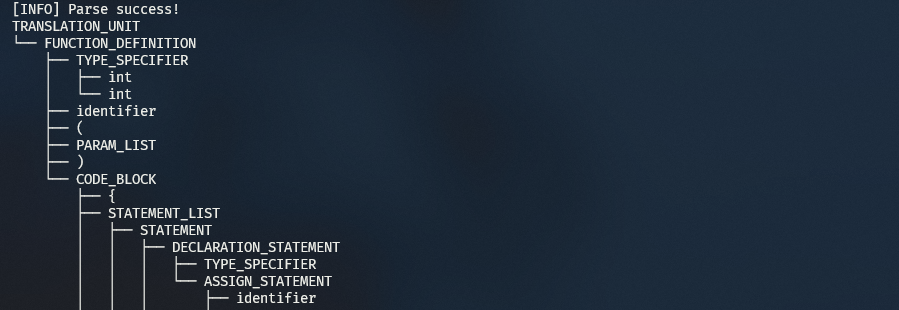 [INFO] Parse success!
TRANSLATION_UNIT
└── FUNCTION_DEFINITION
    ├── TYPE_SPECIFIER
    │   ├── int
    │   └── int
    ├── identifier
    ├── (
    ├── PARAM_LIST
    ├── )
    └── CODE_BLOCK
        ├── {
        ├── STATEMENT_LIST
        │   ├── STATEMENT
        │   │   ├── DECLARATION_STATEMENT
        │   │   │   ├── TYPE_SPECIFIER
        │   │   │   └── ASSIGN_STATEMENT
        │   │   │       ├── identifier